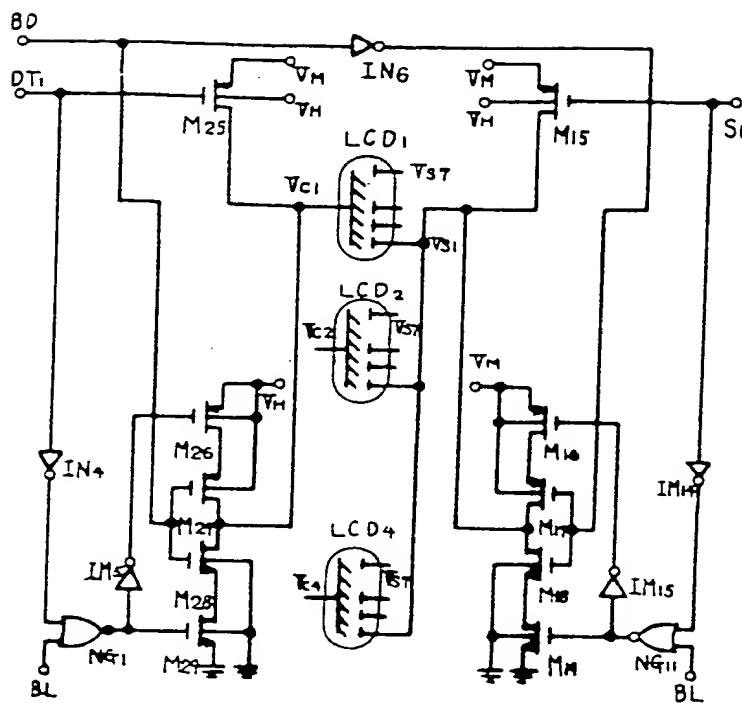 BD
IN6
DT1
VM
VM
VH
VH
M25
M15
S1
LCD1
VS7
VC1
VS1
LCD2
VS7
VC2
VH
VM
M26
M16
IN4
IM14
M27
M17
LCD4
IM5
VC4
VS7
M28
M18
IM15
NG1
M29
M19
NG11
BL
BL